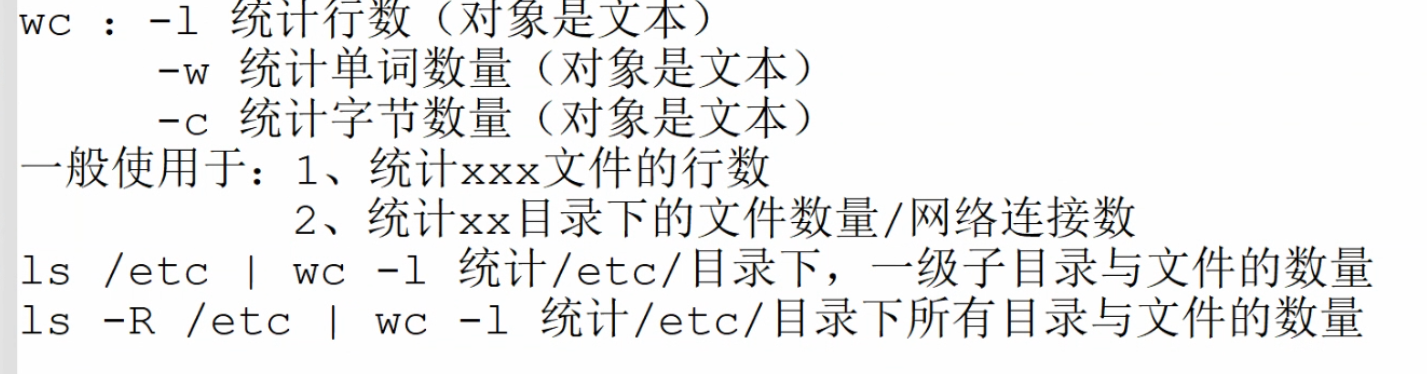 wc ：-l 统计行数（对象是文本）
-w 统计单词数量（对象是文本）
-c 统计字节数量（对象是文本）
一般使用于：1、统计xxx文件的行数
2、统计xx目录下的文件数量/网络连接数
ls /etc | wc -l 统计/etc/目录下，一级子目录与文件的数量
ls -R /etc | wc -l 统计/etc/目录下所有目录与文件的数量